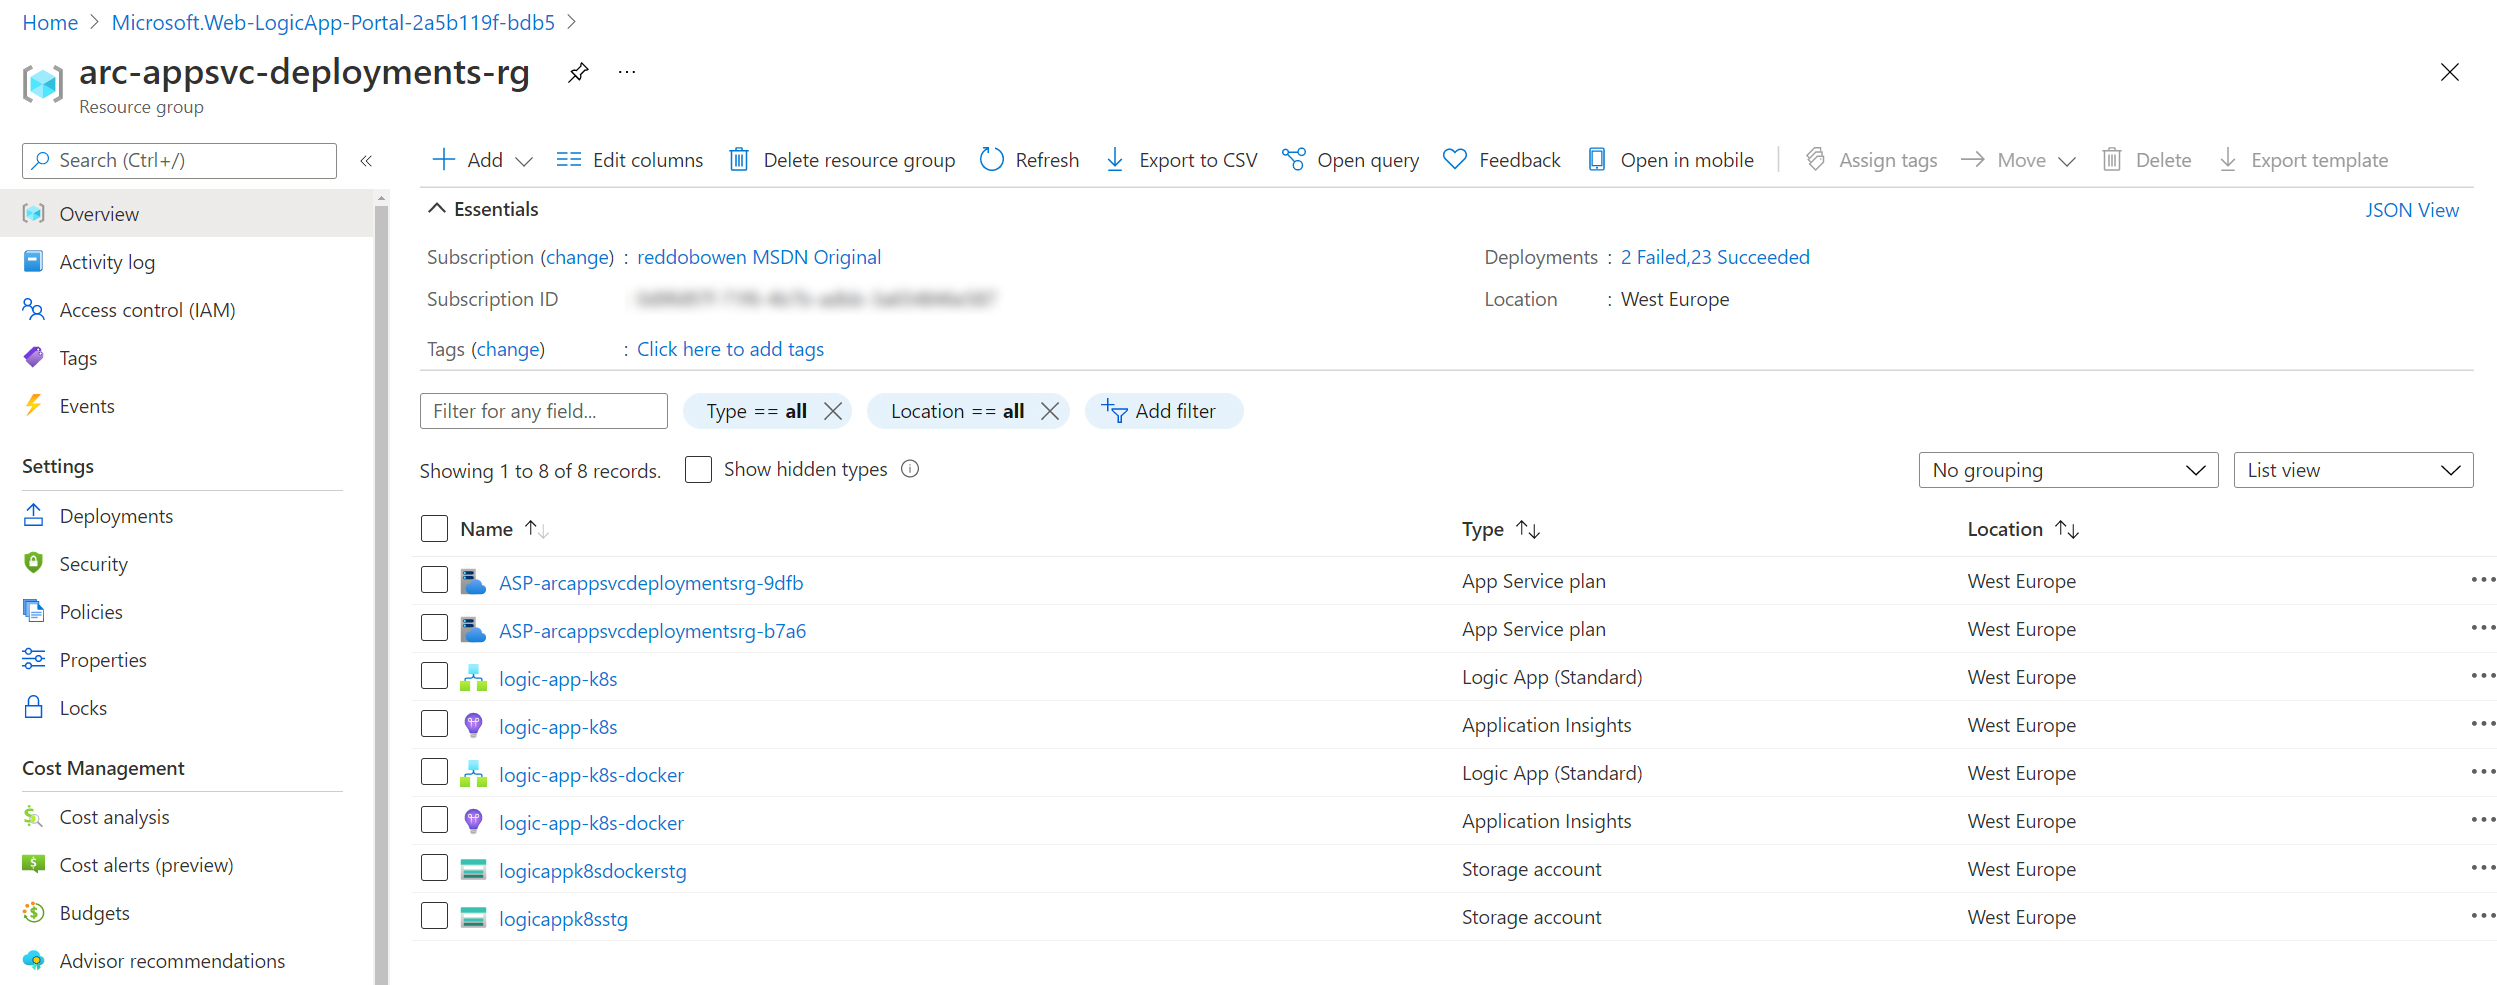 Home > Microsoft.Web-LogicApp-Portal-2a5b119f-bdb5 >
arc-appsvc-deployments-rg ...
Resource group
Search (Ctrl+/) «
Add Edit columns Delete resource group Refresh Export to CSV Open query Feedback Open in mobile Assign tags Move Delete Export template
Overview
Activity log
Access control (IAM)
Tags
Events
Settings
Deployments
Security
Policies
Properties
Locks
Cost Management
Cost analysis
Cost alerts (preview)
Budgets
Advisor recommendations
Essentials JSON View
Subscription (change) : reddobowen MSDN Original Deployments : 2 Failed,23 Succeeded
Subscription ID Location : West Europe
Tags (change) : Click here to add tags
Filter for any field... Type == all Location == all Add filter
Showing 1 to 8 of 8 records. Show hidden types No grouping List view
Name Type Location
ASP-arcappsvcdeploymentsrg-9dfb App Service plan West Europe ...
ASP-arcappsvcdeploymentsrg-b7a6 App Service plan West Europe ...
logic-app-k8s Logic App (Standard) West Europe ...
logic-app-k8s Application Insights West Europe ...
logic-app-k8s-docker Logic App (Standard) West Europe ...
logic-app-k8s-docker Application Insights West Europe ...
logicappk8sdockerstg Storage account West Europe ...
logicappk8sstg Storage account West Europe ...